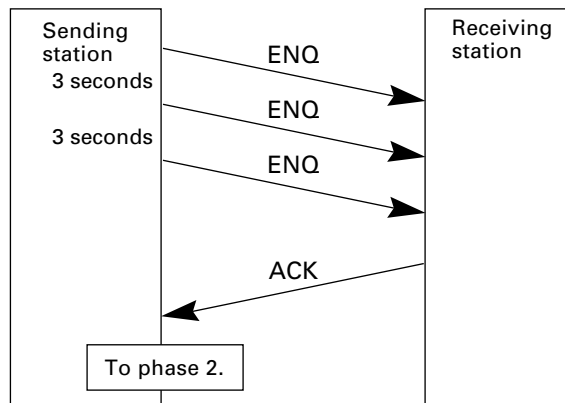 Sending
station
Receiving
station
ENQ
3 seconds
ENQ
3 seconds
ENQ
ACK
To phase 2.